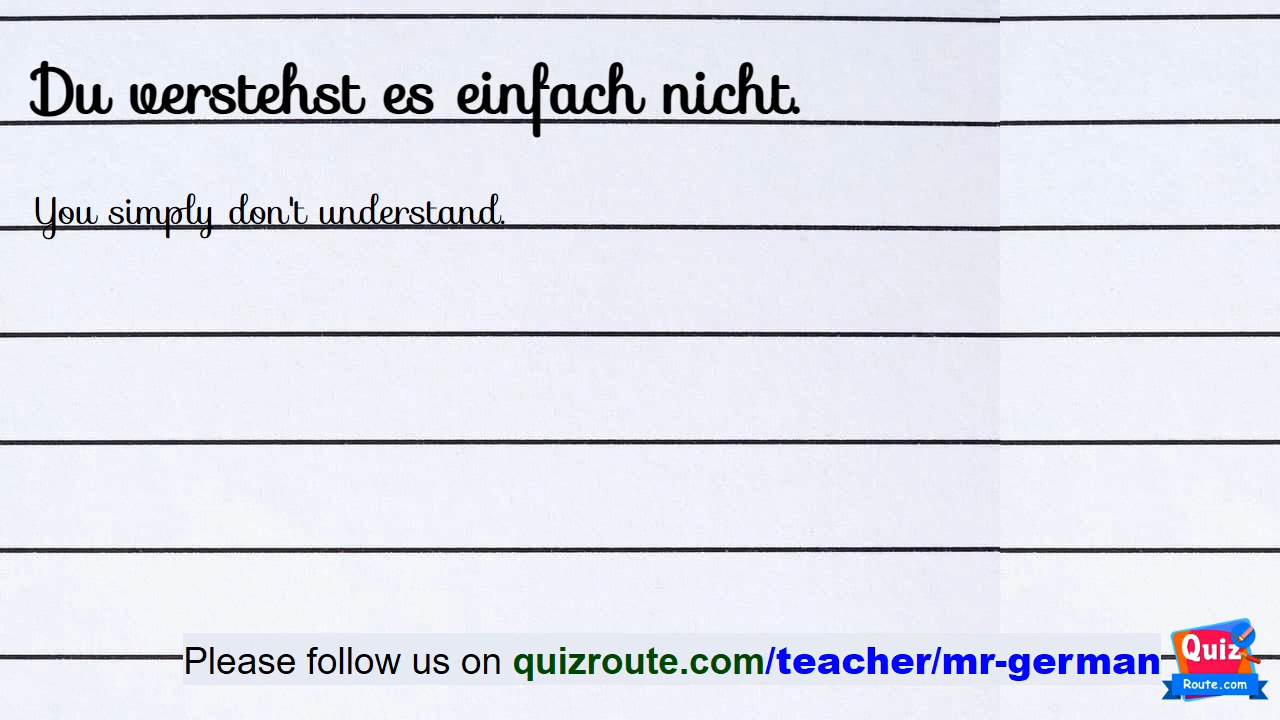 Du verstehst es einfach nicht.
You simply don't understand.
Please follow us on quizroute.com/teacher/mr-german
Quiz
Route.com